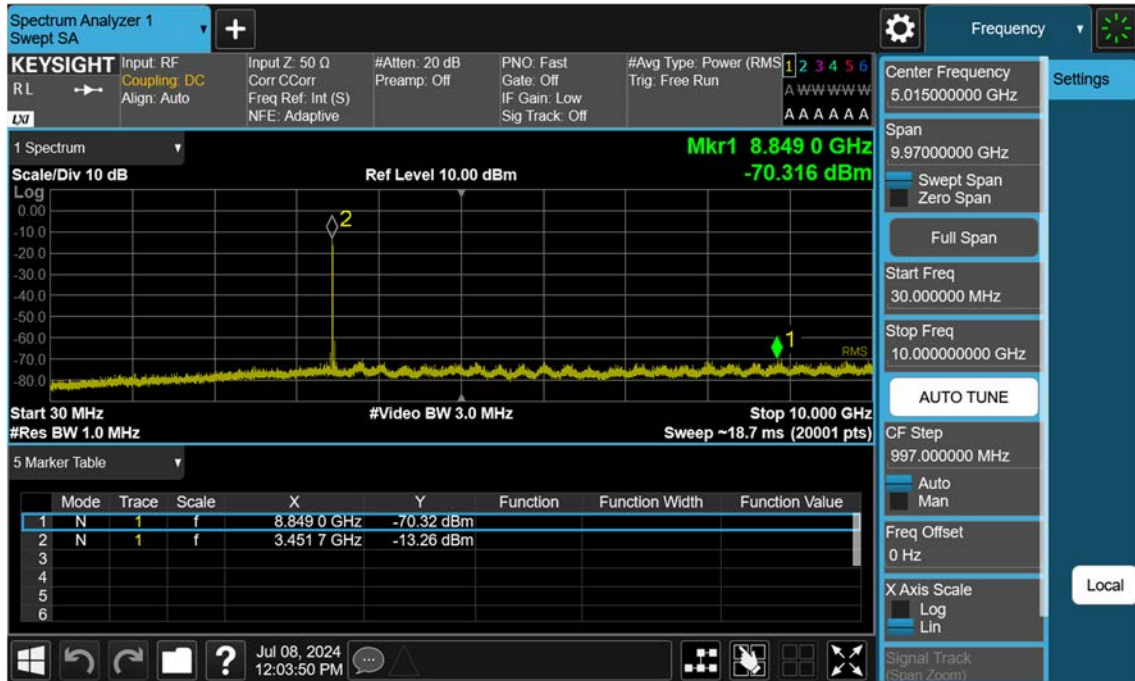 Spectrum Analyzer 1
Swept SA
Frequency
KEYSIGHT
R L
LXI
Input: RF
Coupling: DC
Align: Auto
Input Z: 50 Ω
Corr CCorr
Freq Ref: Int (S)
NFE: Adaptive
#Atten: 20 dB
Preamp: Off
PNO: Fast
Gate: Off
IF Gain: Low
Sig Track: Off
#Avg Type: Power (RMS
Trig: Free Run
1 2 3 4 5 6
A W W W W W
A A A A A A
1 Spectrum
Mkr1 8.849 0 GHz
-70.316 dBm
Scale/Div 10 dB
Ref Level 10.00 dBm
Log
0.00
-10.0
-20.0
-30.0
-40.0
-50.0
-60.0
-70.0
-80.0
2
1
RMS
Start 30 MHz
#Video BW 3.0 MHz
Stop 10.000 GHz
#Res BW 1.0 MHz
Sweep ~18.7 ms (20001 pts)
5 Marker Table
Mode Trace Scale X Y Function Function Width Function Value
1 N 1 f 8.849 0 GHz -70.32 dBm
2 N 1 f 3.451 7 GHz -13.26 dBm
3
4
5
6
Jul 08, 2024
12:03:50 PM
Center Frequency
5.015000000 GHz
Span
9.97000000 GHz
Swept Span
Zero Span
Full Span
Start Freq
30.000000 MHz
Stop Freq
10.000000000 GHz
AUTO TUNE
CF Step
997.000000 MHz
Auto
Man
Freq Offset
0 Hz
X Axis Scale
Log
Lin
Signal Track
(Span Zoom)
Settings
Local